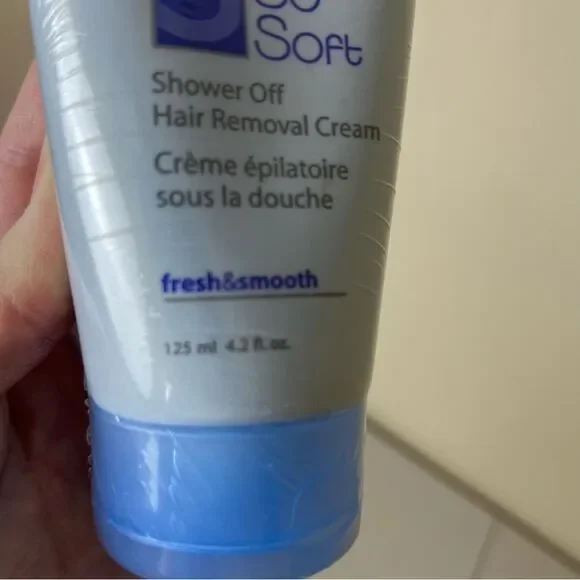 Soft
Shower Off
Hair Removal Cream
Crème épilatoire
sous la douche
fresh&smooth
125 ml 4.2 fl. oz.